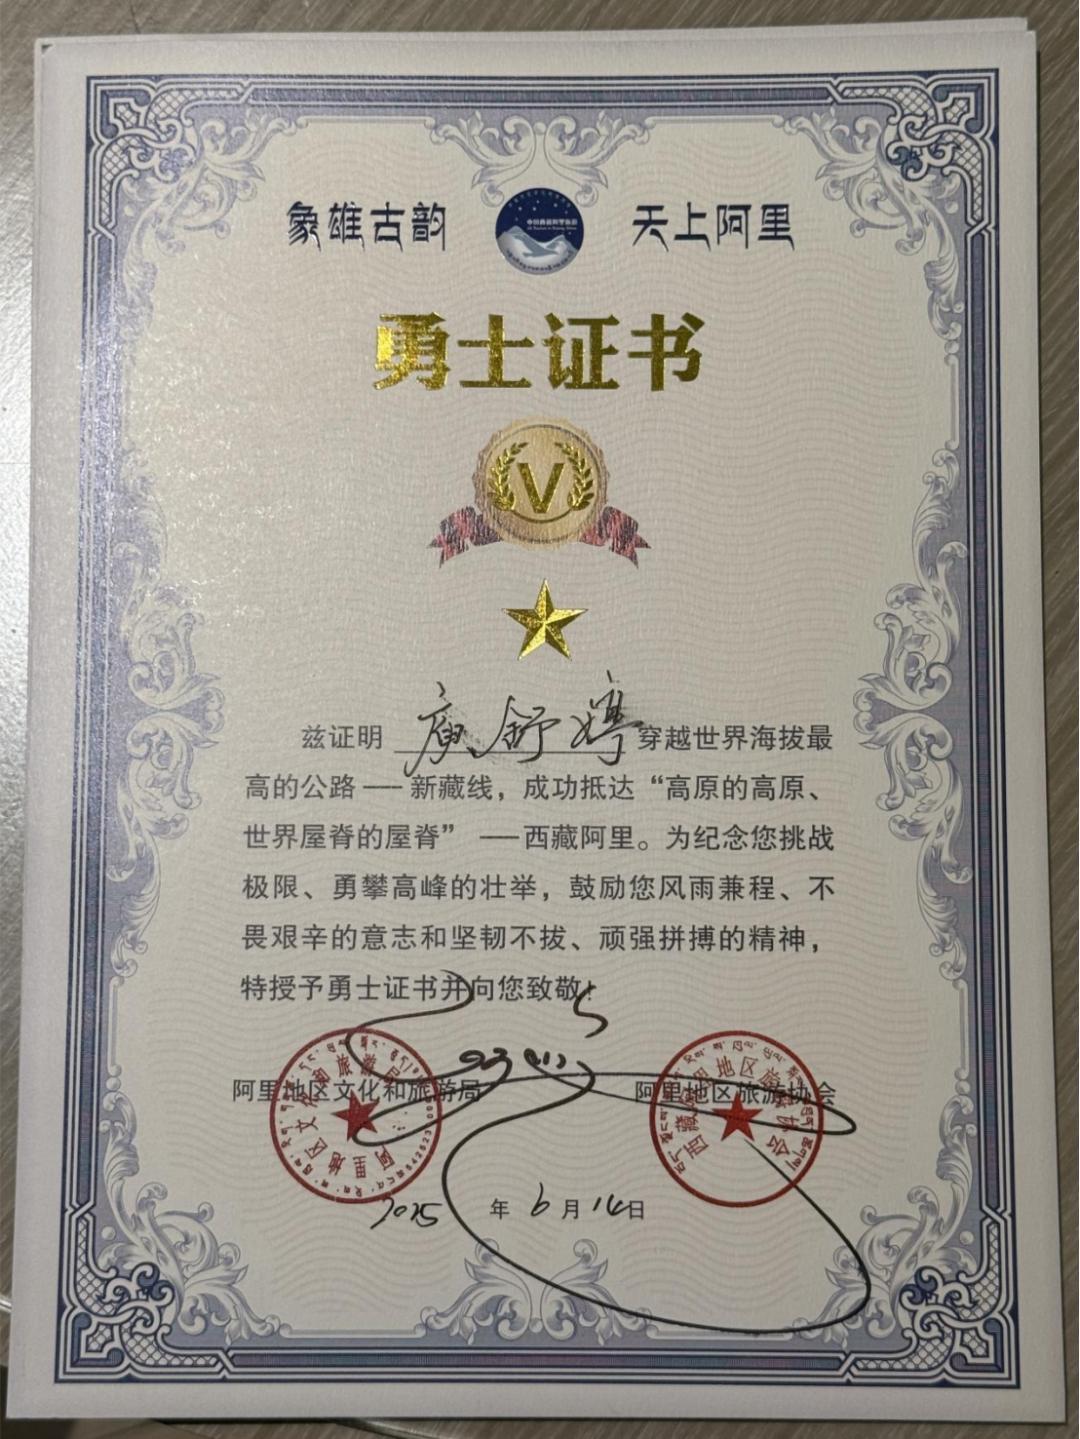 象雄古韵 天上阿里
勇士证书
V
兹证明 舒娉 穿越世界海拔最
高的公路——新藏线，成功抵达“高原的高原、
世界屋脊的屋脊”——西藏阿里。为纪念您挑战
极限、勇攀高峰的壮举，鼓励您风雨兼程、不
畏艰辛的意志和坚韧不拔、顽强拼搏的精神，
特授予勇士证书并向您致敬！
阿里地区文化和旅游局 阿里地区旅游协会
2025 年 6 月 14 日